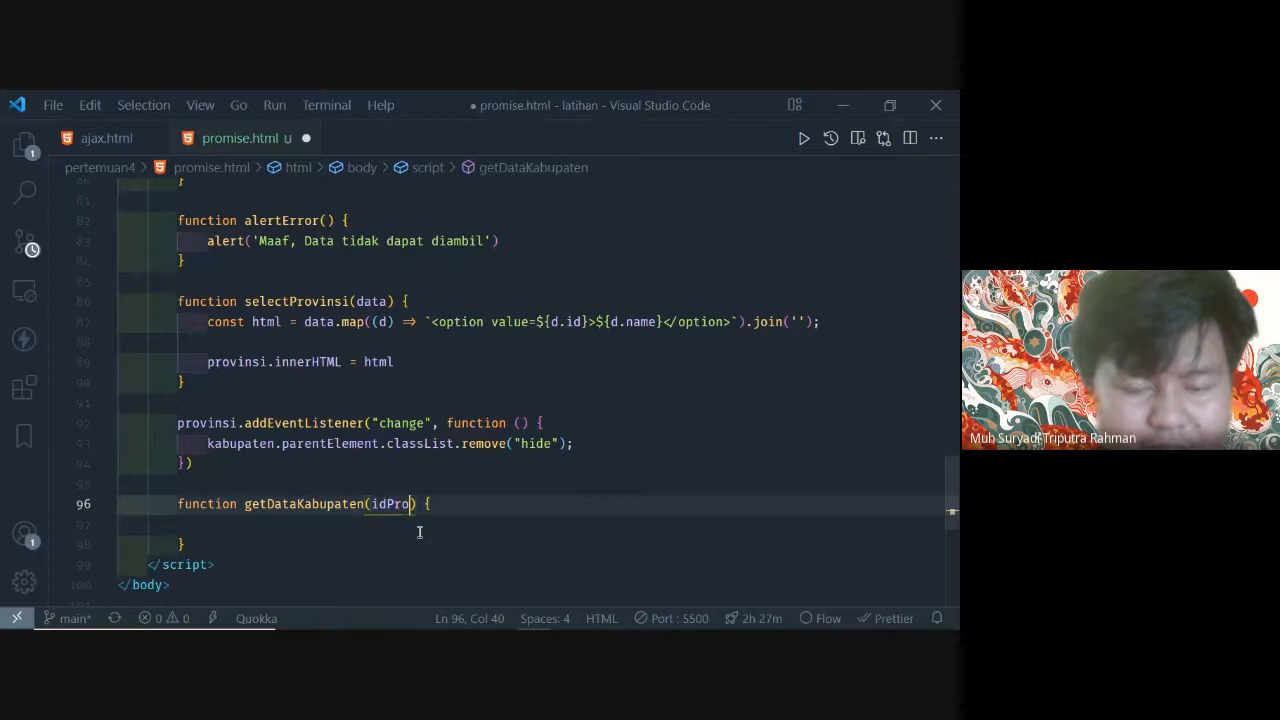 File Edit Selection View Go Run Terminal Help
● promise.html - latihan - Visual Studio Code
ajax.html
promise.html U
pertemuan4 > promise.html > html > body > script > getDataKabupaten
80 }
81
82 function alertError() {
83 alert('Maaf, Data tidak dapat diambil')
84 }
85
86 function selectProvinsi(data) {
87 const html = data.map((d) => `<option value=${d.id}>${d.name}</option>`).join('');
88
89 provinsi.innerHTML = html
90 }
91
92 provinsi.addEventListener("change", function () {
93 kabupaten.parentElement.classList.remove("hide");
94 })
95
96 function getDataKabupaten(idPro) {
97
98 }
99 </script>
100 </body>
1
1
main* 0 0 Quokka Ln 96, Col 40 Spaces: 4 HTML Port : 5500 2h 27m Flow Prettier
Muh Suryadi Triputra Rahman